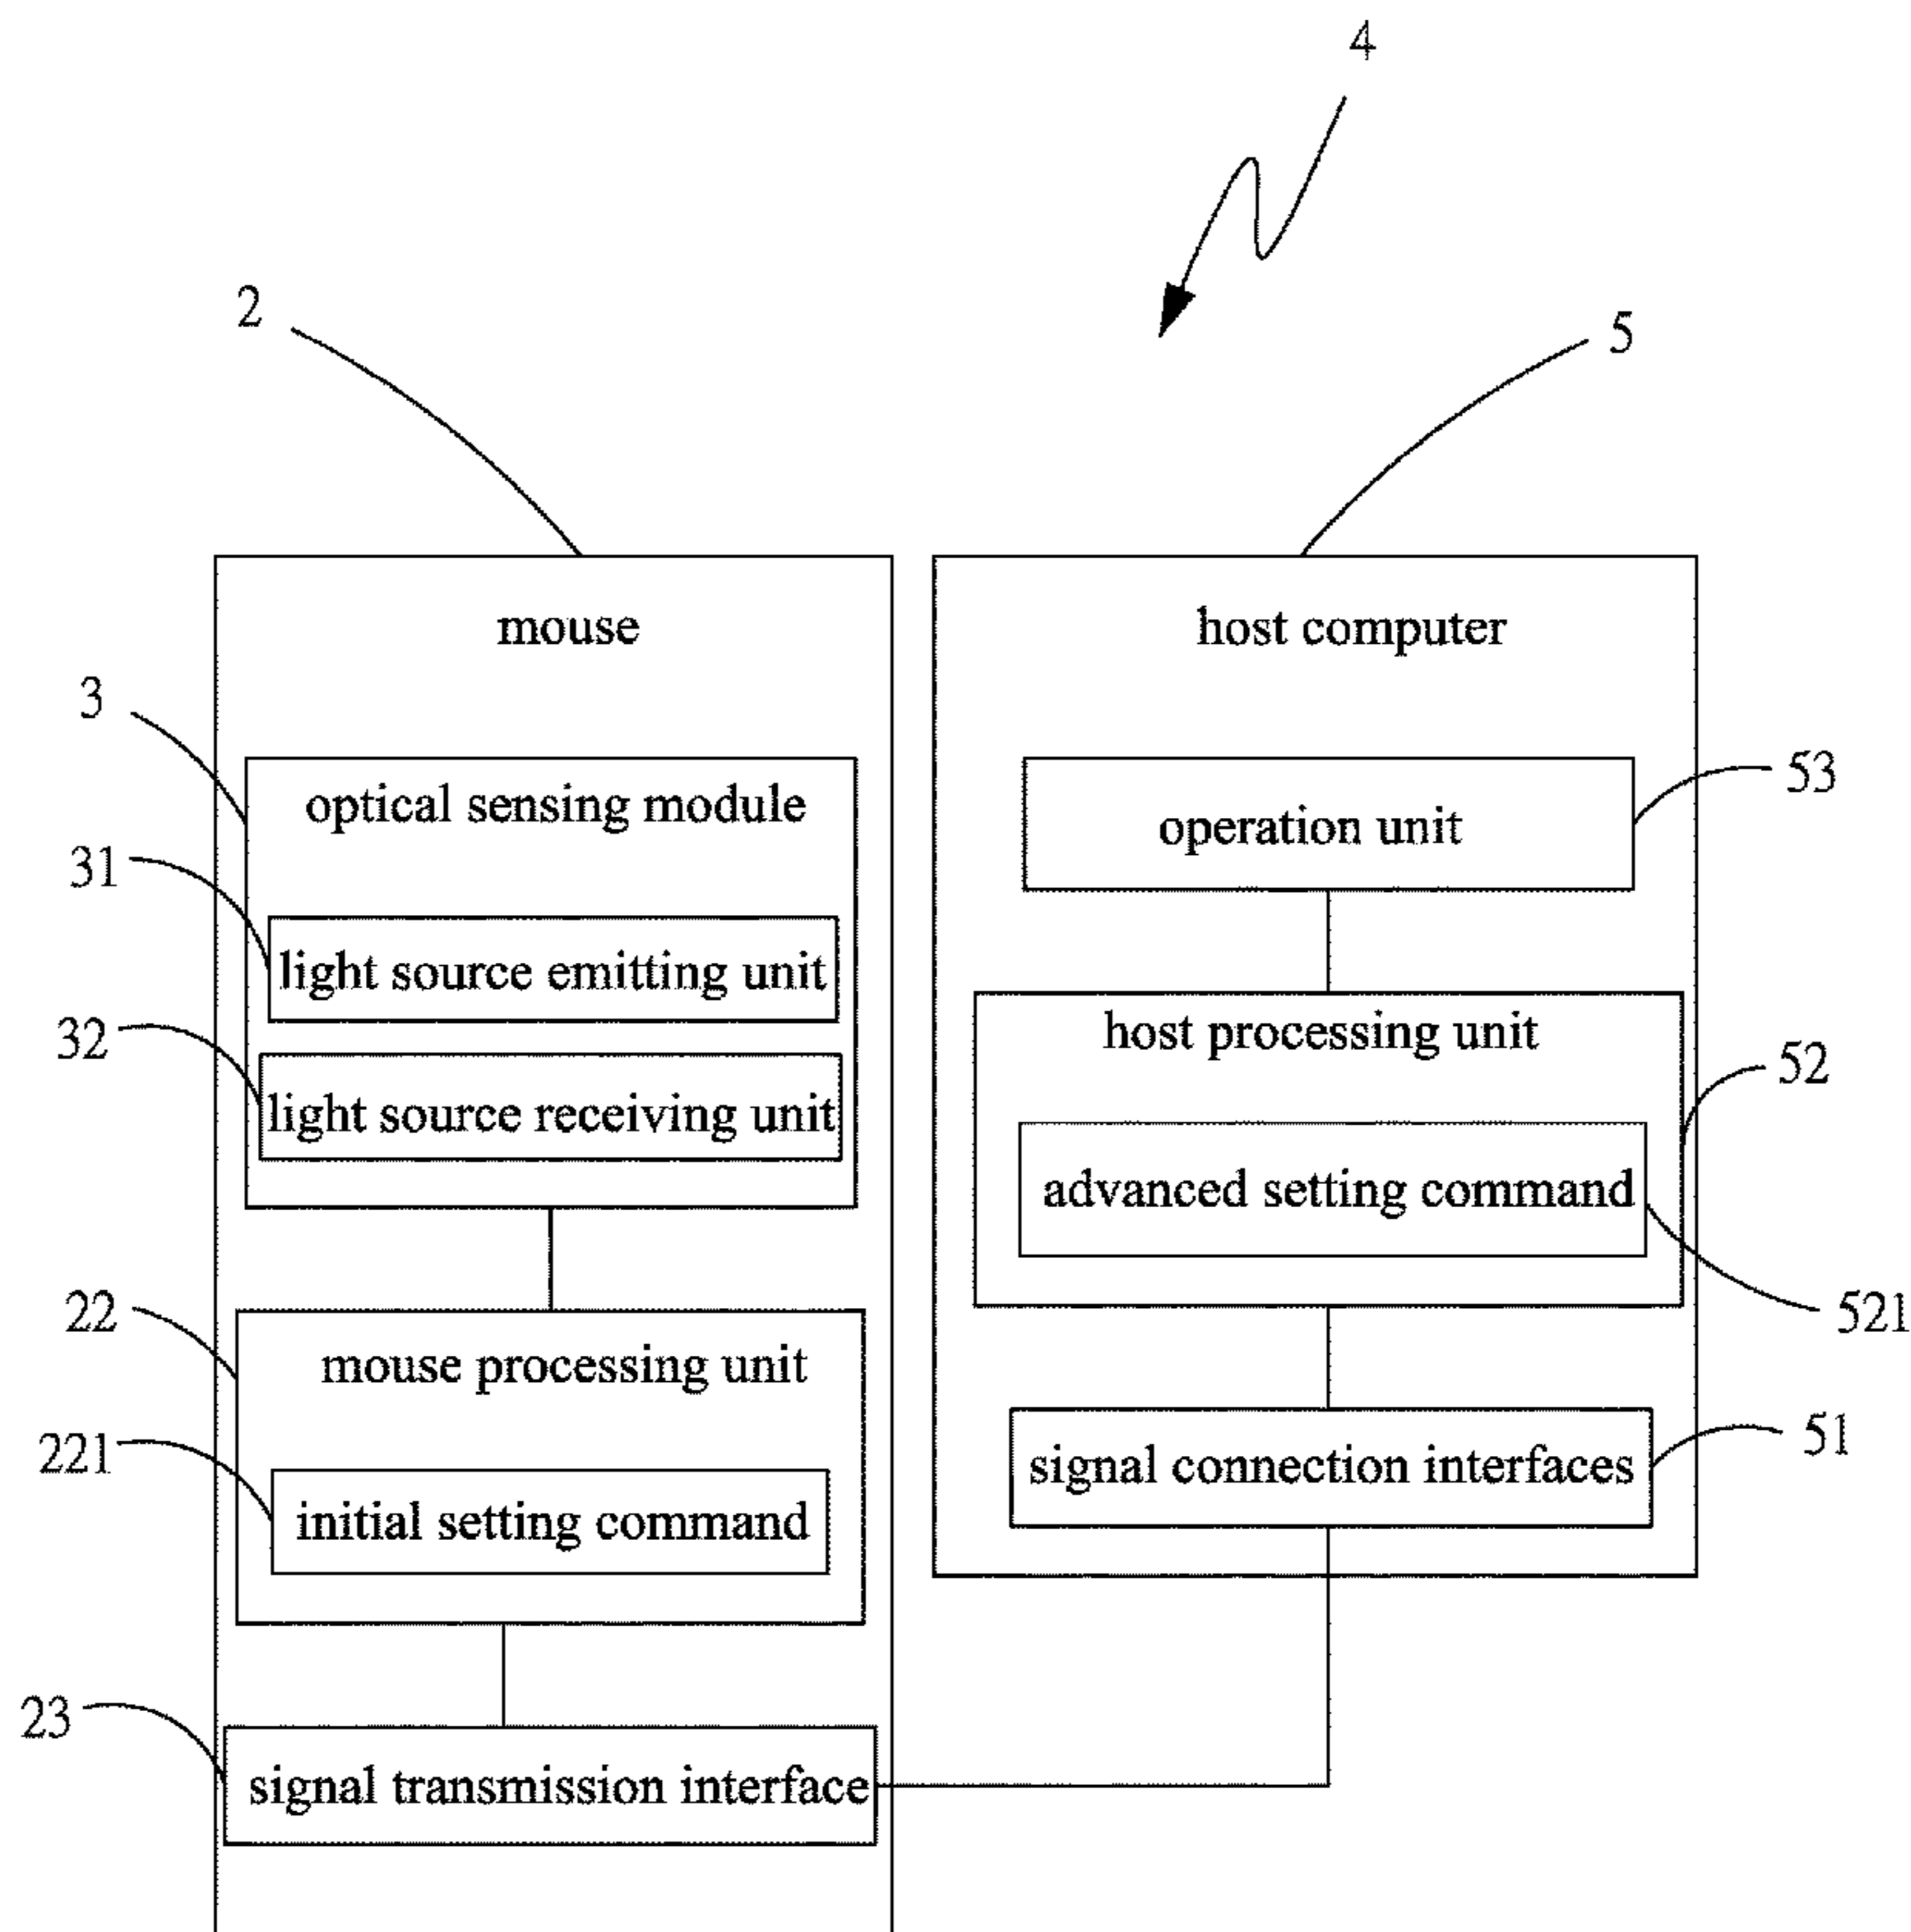 4
2
5
mouse
host computer
3
optical sensing module
53
operation unit
31
light source emitting unit
32
light source receiving unit
host processing unit
52
advanced setting command
521
22
mouse processing unit
221
initial setting command
51
signal connection interfaces
23
signal transmission interface